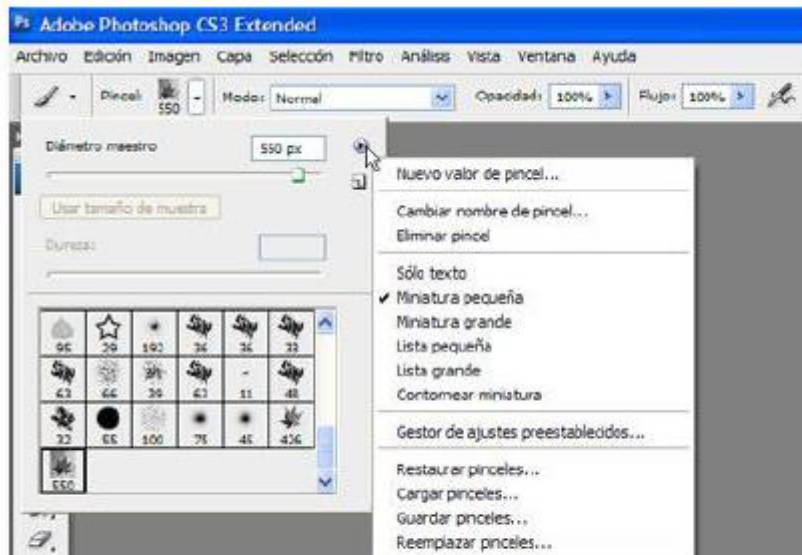 Ps Adobe Photoshop CS3 Extended
Archivo Edición Imagen Capa Selección Filtro Análisis Vista Ventana Ayuda
Pincel: 550 Modo: Normal Opacidad: 100% Flujo: 100%
Diámetro maestro 550 px
Usar tamaño de muestra
Dureza:
95 29 192 36 36 33
63 66 39 63 11 48
32 55 100 75 45 436
550
Nuevo valor de pincel...
Cambiar nombre de pincel...
Eliminar pincel
Sólo texto
Miniatura pequeña
Miniatura grande
Lista pequeña
Lista grande
Contornear miniatura
Gestor de ajustes preestablecidos...
Restaurar pinceles...
Cargar pinceles...
Guardar pinceles...
Reemplazar pinceles...